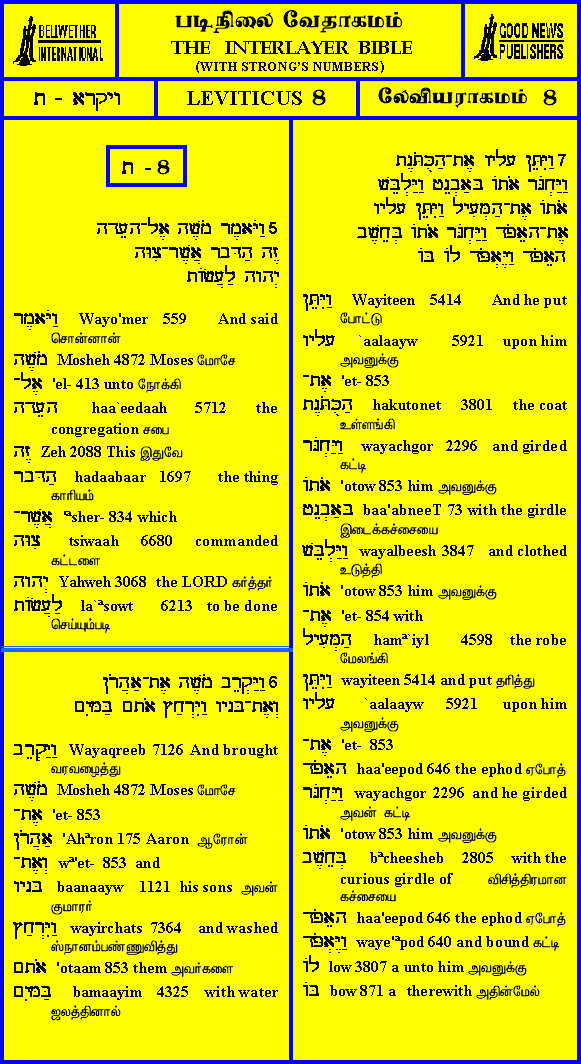 BELLWETHER
INTERNATIONAL
படிநிலை வேதாகமம்
THE INTERLAYER BIBLE
(WITH STRONG'S NUMBERS)
GOOD NEWS
PUBLISHERS
ויקרא - ת
LEVITICUS 8
லேவியராகமம் 8
8 - ת
5 וַיֹּאמֶר מֹשֶׁה אֶל־הָעֵדָה
זֶה הַדָּבָר אֲשֶׁר־צִוָּה
יְהוָה לַעֲשׂוֹת
וַיֹּאמֶר Wayo'mer 559 And said
சொன்னான்
מֹשֶׁה Mosheh 4872 Moses மோசே
אֶל־ 'el- 413 unto நோக்கி
הָעֵדָה haa`eedaah 5712 the
congregation சபை
זֶה Zeh 2088 This இதுவே
הַדָּבָר hadaabaar 1697 the thing
காரியம்
אֲשֶׁר־ 'ªsher- 834 which
צִוָּה tsiwaah 6680 commanded
கட்டளை
יְהוָה Yahweh 3068 the LORD கர்த்தர்
לַעֲשׂוֹת la`ªsowt 6213 to be done
செய்யும்படி
6 וַיַּקְרֵב מֹשֶׁה אֶת־אַהֲרֹן
וְאֶת־בָּנָיו וַיִּרְחַץ אֹתָם בַּמָּיִם
וַיַּקְרֵב Wayaqreeb 7126 And brought
வரவழைத்து
מֹשֶׁה Mosheh 4872 Moses மோசே
אֶת־ 'et- 853
אַהֲרֹן 'Ahªron 175 Aaron ஆரோன்
וְאֶת־ wª'et- 853 and
בָּנָיו baanaayw 1121 his sons அவன்
குமாரர்
וַיִּרְחַץ wayirchats 7364 and washed
ஸ்நானம்பண்ணுவித்து
אֹתָם 'otaam 853 them அவர்களை
בַּמָּיִם bamaayim 4325 with water
ஜலத்தினால்
7 וַיִּתֵּן עָלָיו אֶת־הַכֻּתֹּנֶת
וַיַּחְגֹּר אֹתוֹ בָּאַבְנֵט וַיַּלְבֵּשׁ
אֹתוֹ אֶת־הַמְּעִיל וַיִּתֵּן עָלָיו
אֶת־הָאֵפֹד וַיַּחְגֹּר אֹתוֹ בְּחֵשֶׁב
הָאֵפֹד וַיֶּאְפֹּד לוֹ בּוֹ
וַיִּתֵּן Wayiteen 5414 And he put
போட்டு
עָלָיו `aalaayw 5921 upon him
அவனுக்கு
אֶת־ 'et- 853
הַכֻּתֹּנֶת hakutonet 3801 the coat
உள்ளங்கி
וַיַּחְגֹּר wayachgor 2296 and girded
கட்டி
אֹתוֹ 'otow 853 him அவனுக்கு
בָּאַבְנֵט baa'abneeT 73 with the girdle
இடைக்கச்சையை
וַיַּלְבֵּשׁ wayalbeesh 3847 and clothed
உடுத்தி
אֹתוֹ 'otow 853 him அவனுக்கு
אֶת־ 'et- 854 with
הַמְּעִיל hamª`iyl 4598 the robe
மேலங்கி
וַיִּתֵּן wayiteen 5414 and put தரித்து
עָלָיו `aalaayw 5921 upon him
அவனுக்கு
אֶת־ 'et- 853
הָאֵפֹד haa'eepod 646 the ephod ஏபோத்
וַיַּחְגֹּר wayachgor 2296 and he girded
அவன் கட்டி
אֹתוֹ 'otow 853 him அவனுக்கு
בְּחֵשֶׁב bªcheesheb 2805 with the
curious girdle of விசித்திரமான
கச்சையை
הָאֵפֹד haa'eepod 646 the ephod ஏபோத்
וַיֶּאְפֹּד waye'ªpod 640 and bound கட்டி
לוֹ low 3807 a unto him அவனுக்கு
בּוֹ bow 871 a therewith அதின்மேல்